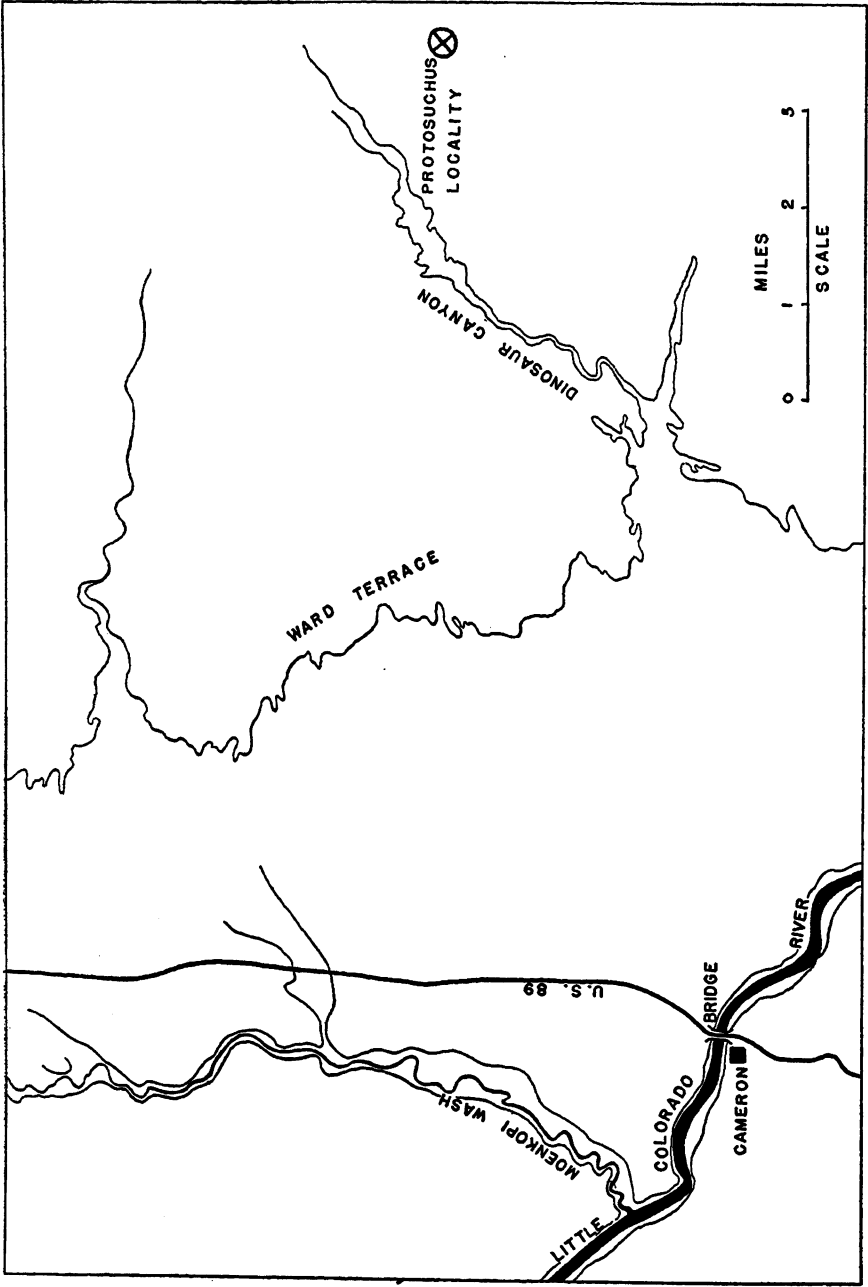 PROTOSUCHUS
LOCALITY
DINOSAUR CANYON
WARD TERRACE
MILES
0 1 2 3
SCALE
U.S. 89
MOENKOPI WASH
BRIDGE
LITTLE COLORADO RIVER
CAMERON